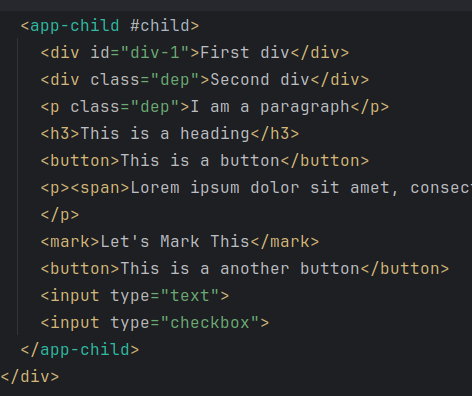 <app-child #child>
<div id="div-1">First div</div>
<div class="dep">Second div</div>
<p class="dep">I am a paragraph</p>
<h3>This is a heading</h3>
<button>This is a button</button>
<p><span>Lorem ipsum dolor sit amet, consect
</p>
<mark>Let's Mark This</mark>
<button>This is a another button</button>
<input type="text">
<input type="checkbox">
</app-child>
</div>